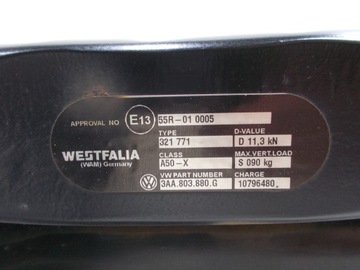 APPROVAL NO E13 55R-01 0005
TYPE D-VALUE
321 771 D 11,3 kN
WESTFALIA CLASS MAX.VERT.LOAD
(WAM) Germany A50-X S 090 kg
VW PART NUMBER CHARGE
3AA.803.880.G 10796480